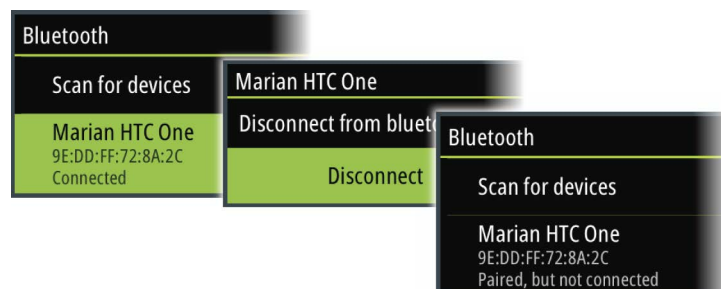 Bluetooth
Scan for devices
Marian HTC One
9E:DD:FF:72:8A:2C
Connected
Marian HTC One
Disconnect from
Disconnect
Bluetooth
Scan for devices
Marian HTC One
9E:DD:FF:72:8A:2C
Paired, but not connected